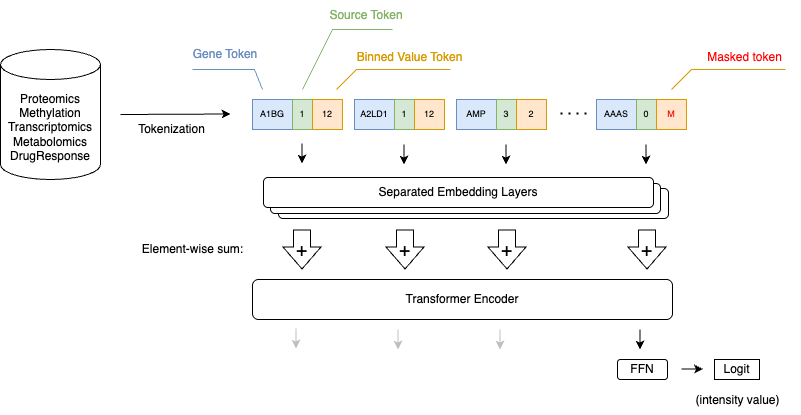 Source Token
Gene Token
Binned Value Token
Masked token
Proteomics
Methylation
Transcriptomics
Metabolomics
DrugResponse
Tokenization
A1BG 1 12 A2LD1 1 12 AMP 3 2 .... AAAS 0 M
Separated Embedding Layers
Element-wise sum: + + + +
Transformer Encoder
FFN Logit
(intensity value)